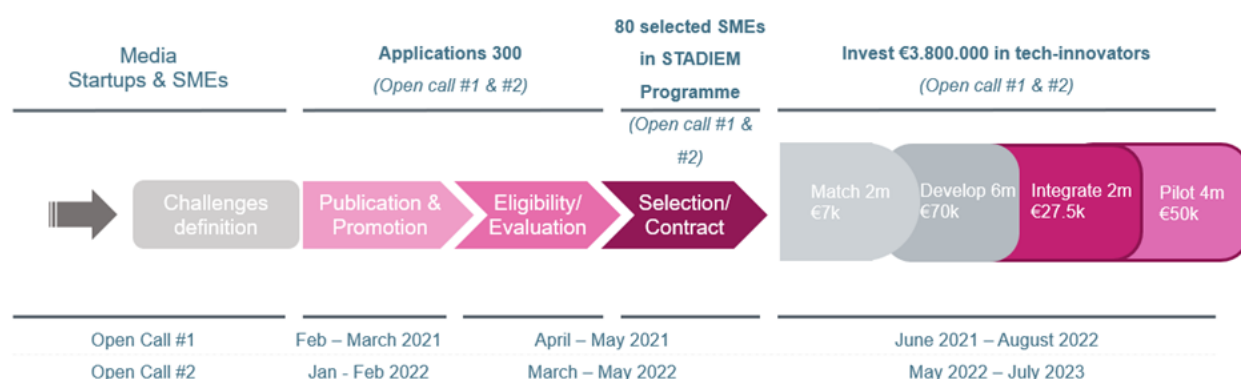 Media
Startups & SMEs
Applications 300
(Open call #1 & #2)
80 selected SMEs
in STADIEM
Programme
(Open call #1 &
#2)
Invest €3.800.000 in tech-innovators
(Open call #1 & #2)
Challenges
definition
Publication &
Promotion
Eligibility/
Evaluation
Selection/
Contract
Match 2m
€7k
Develop 6m
€70k
Integrate 2m
€27.5k
Pilot 4m
€50k
Open Call #1
Feb – March 2021
April – May 2021
June 2021 – August 2022
Open Call #2
Jan - Feb 2022
March – May 2022
May 2022 – July 2023